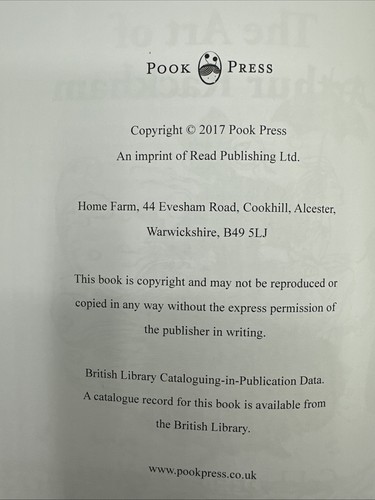 POOK PRESS
Copyright © 2017 Pook Press
An imprint of Read Publishing Ltd.
Home Farm, 44 Evesham Road, Cookhill, Alcester,
Warwickshire, B49 5LJ
This book is copyright and may not be reproduced or
copied in any way without the express permission of
the publisher in writing.
British Library Cataloguing-in-Publication Data.
A catalogue record for this book is available from
the British Library.
www.pookpress.co.uk